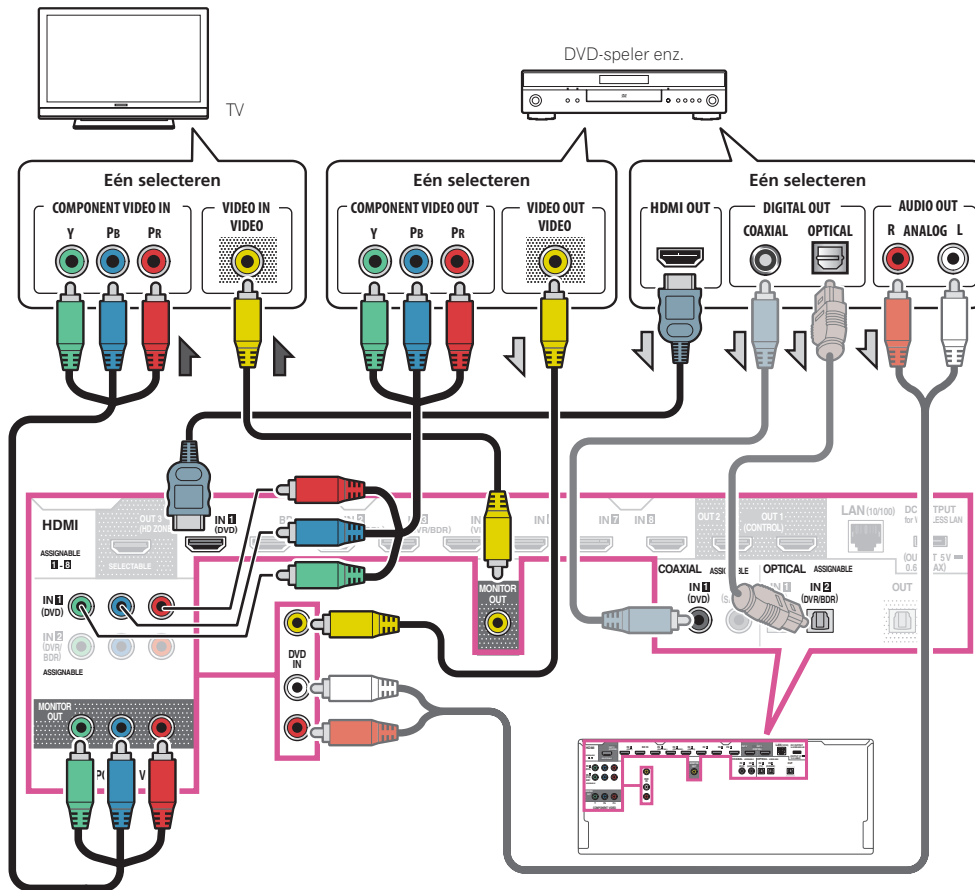 TV
DVD-speler enz.
Eén selecteren
COMPONENT VIDEO IN
Y PB PR
VIDEO IN
VIDEO
Eén selecteren
COMPONENT VIDEO OUT
Y PB PR
VIDEO OUT
VIDEO
Eén selecteren
HDMI OUT
DIGITAL OUT
COAXIAL OPTICAL
AUDIO OUT
R ANALOG L
HDMI
ASSIGNABLE
1-8
OUT 3
(HD ZONE)
SELECTABLE
IN 1
(DVD)
IN 7
IN 8
OUT 2
OUT 1
(CONTROL)
LAN (10/100)
COAXIAL ASSIGNABLE
IN 1
(DVD)
OPTICAL ASSIGNABLE
IN 1
IN 2
(DVR/BDR)
OUT
IN 1
(DVD)
IN 2
(DVR/
BDR)
ASSIGNABLE
MONITOR
OUT
DVD
IN
MONITOR
OUT